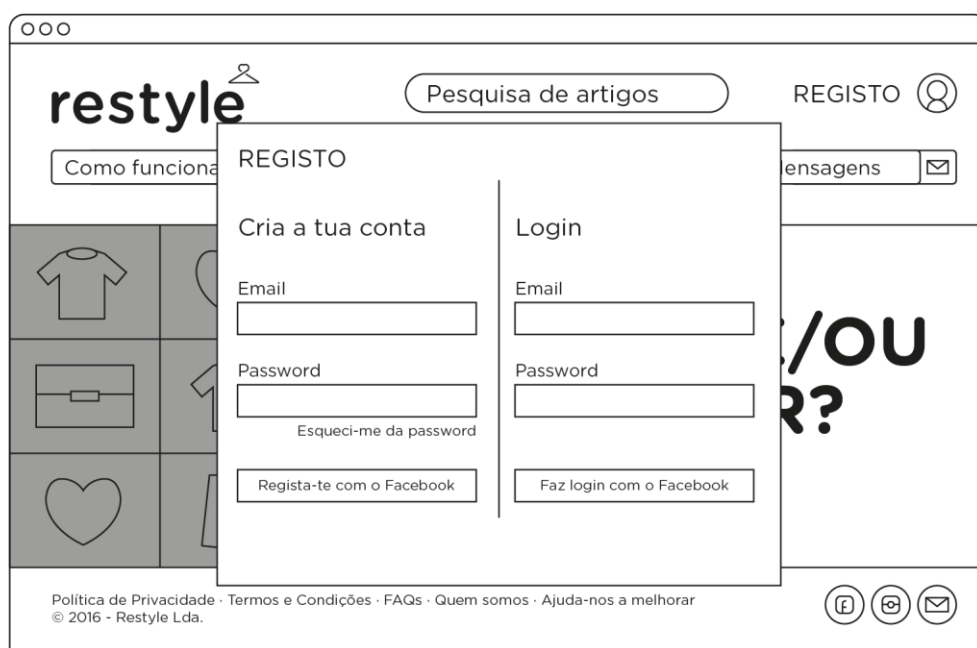 restyle
Pesquisa de artigos
REGISTO
Como funciona
ensagens
REGISTO
Cria a tua conta
Email
Password
Esqueci-me da password
Regista-te com o Facebook
Login
Email
Password
Faz login com o Facebook
/OU
R?
Política de Privacidade · Termos e Condições · FAQs · Quem somos · Ajuda-nos a melhorar
© 2016 - Restyle Lda.